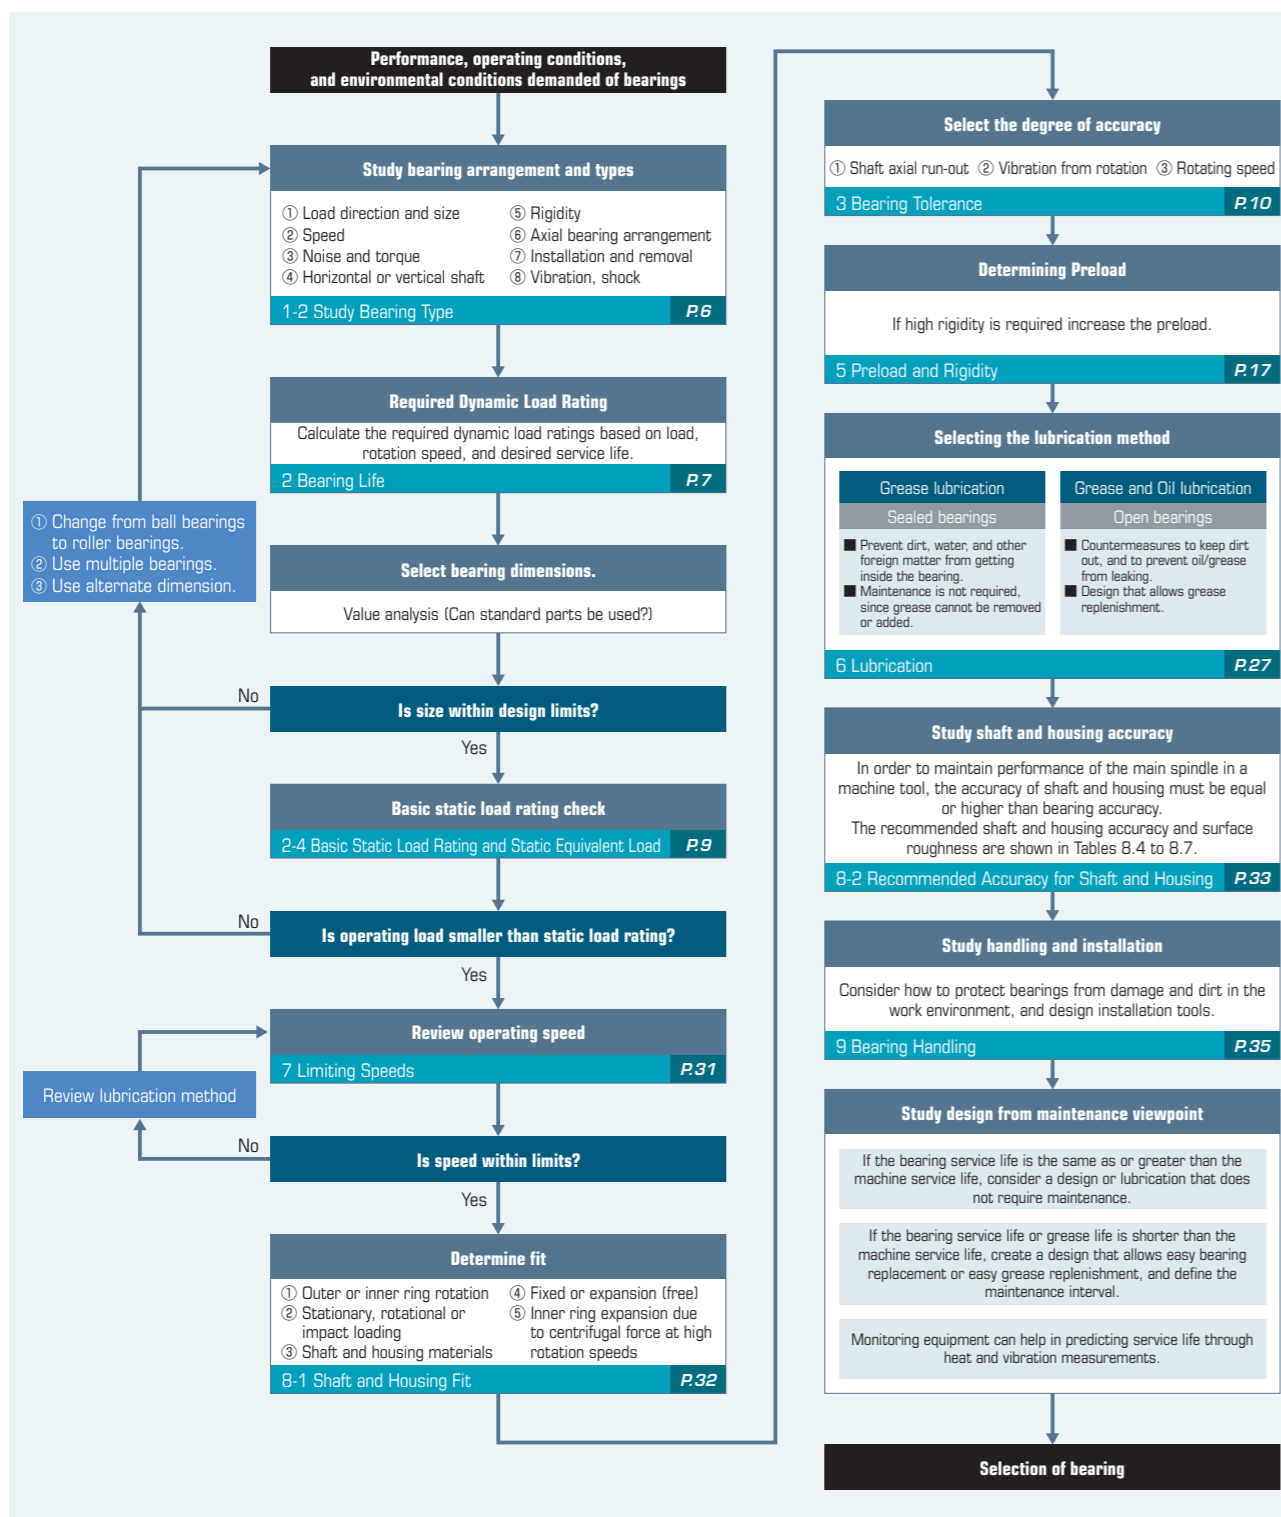 Performance, operating conditions,
and environmental conditions demanded of bearings
Study bearing arrangement and types
① Load direction and size
② Speed
③ Noise and torque
④ Horizontal or vertical shaft
⑤ Rigidity
⑥ Axial bearing arrangement
⑦ Installation and removal
⑧ Vibration, shock
1-2 Study Bearing Type P.6
Required Dynamic Load Rating
Calculate the required dynamic load ratings based on load,
rotation speed, and desired service life.
2 Bearing Life P.7
① Change from ball bearings
to roller bearings.
② Use multiple bearings.
③ Use alternate dimension.
Select bearing dimensions.
Value analysis (Can standard parts be used?)
No
Is size within design limits?
Yes
Basic static load rating check
2-4 Basic Static Load Rating and Static Equivalent Load P.9
No
Is operating load smaller than static load rating?
Yes
Review operating speed
7 Limiting Speeds P.31
Review lubrication method
No
Is speed within limits?
Yes
Determine fit
① Outer or inner ring rotation
② Stationary, rotational or
impact loading
③ Shaft and housing materials
④ Fixed or expansion (free)
⑤ Inner ring expansion due
to centrifugal force at high
rotation speeds
8-1 Shaft and Housing Fit P.32
Select the degree of accuracy
① Shaft axial run-out ② Vibration from rotation ③ Rotating speed
3 Bearing Tolerance P.10
Determining Preload
If high rigidity is required increase the preload.
5 Preload and Rigidity P.17
Selecting the lubrication method
Grease lubrication
Sealed bearings
■ Prevent dirt, water, and other
foreign matter from getting
inside the bearing.
■ Maintenance is not required,
since grease cannot be removed
or added.
Grease and Oil lubrication
Open bearings
■ Countermeasures to keep dirt
out, and to prevent oil/grease
from leaking.
■ Design that allows grease
replenishment.
6 Lubrication P.27
Study shaft and housing accuracy
In order to maintain performance of the main spindle in a
machine tool, the accuracy of shaft and housing must be equal
or higher than bearing accuracy.
The recommended shaft and housing accuracy and surface
roughness are shown in Tables 8.4 to 8.7.
8-2 Recommended Accuracy for Shaft and Housing P.33
Study handling and installation
Consider how to protect bearings from damage and dirt in the
work environment, and design installation tools.
9 Bearing Handling P.35
Study design from maintenance viewpoint
If the bearing service life is the same as or greater than the
machine service life, consider a design or lubrication that does
not require maintenance.
If the bearing service life or grease life is shorter than the
machine service life, create a design that allows easy bearing
replacement or easy grease replenishment, and define the
maintenance interval.
Monitoring equipment can help in predicting service life through
heat and vibration measurements.
Selection of bearing